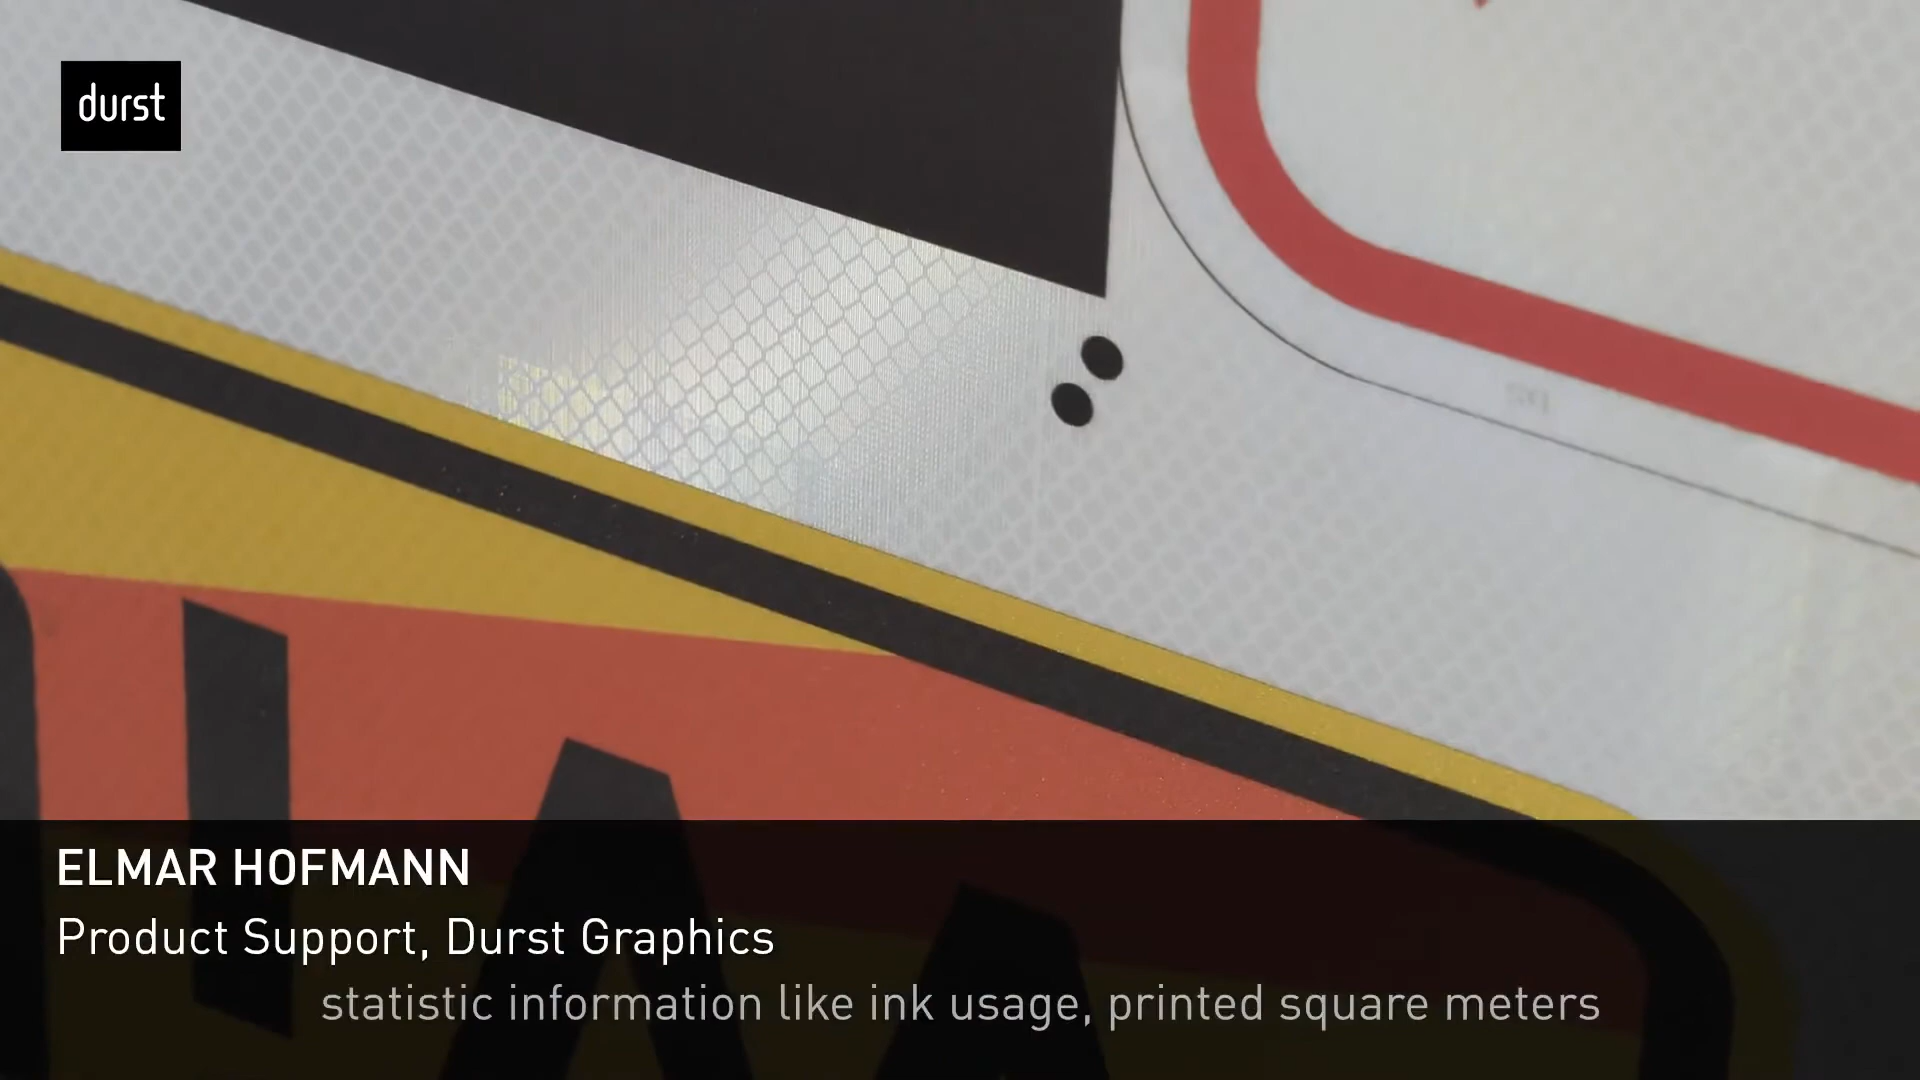 durst
ELMAR HOFMANN
Product Support, Durst Graphics
statistic information like ink usage, printed square meters